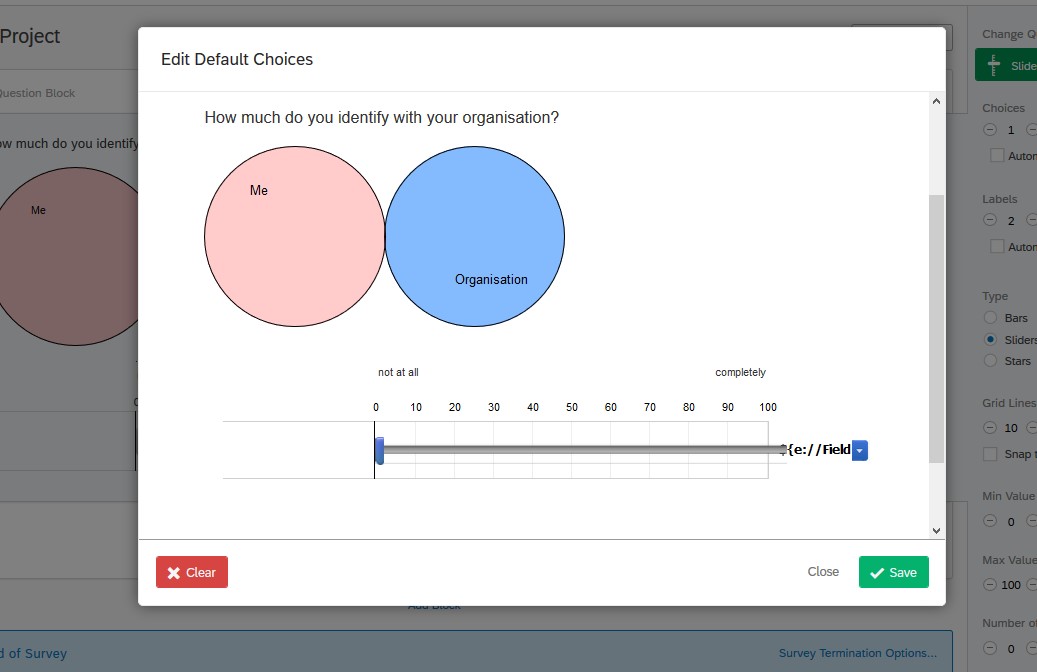 Project
Edit Default Choices
Change Q
Slide
Question Block
How much do you identify with your organisation?
ow much do you identify
Me
Organisation
Me
Choices
1
Autom
Labels
2
Autom
Type
Bars
Sliders
Stars
not at all
completely
0 10 20 30 40 50 60 70 80 90 100
${e://Field
Grid Lines
10
Snap t
Min Value
0
Max Value
100
Number of
0
Clear
Close
Save
Add Block
d of Survey
Survey Termination Options...